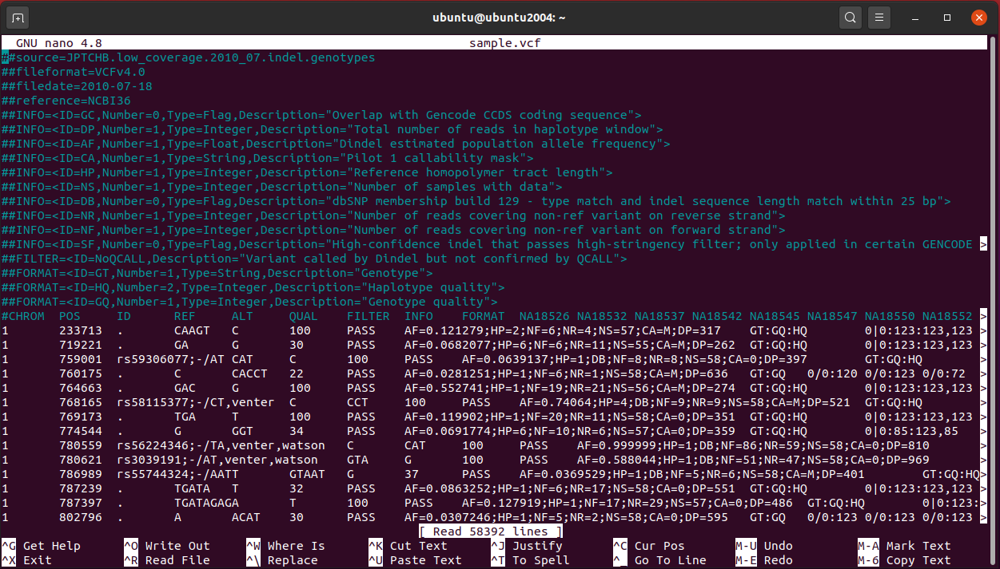 ubuntu@ubuntu2004: ~
GNU nano 4.8 sample.vcf
##source=JPTCHB.low_coverage.2010_07.indel.genotypes
##fileformat=VCFv4.0
##filedate=2010-07-18
##reference=NCBI36
##INFO=<ID=GC,Number=0,Type=Flag,Description="Overlap with Gencode CCDS coding sequence">
##INFO=<ID=DP,Number=1,Type=Integer,Description="Total number of reads in haplotype window">
##INFO=<ID=AF,Number=1,Type=Float,Description="Dindel estimated population allele frequency">
##INFO=<ID=CA,Number=1,Type=String,Description="Pilot 1 callability mask">
##INFO=<ID=HP,Number=1,Type=Integer,Description="Reference homopolymer tract length">
##INFO=<ID=NS,Number=1,Type=Integer,Description="Number of samples with data">
##INFO=<ID=DB,Number=0,Type=Flag,Description="dbSNP membership build 129 - type match and indel sequence length match within 25 bp">
##INFO=<ID=NR,Number=1,Type=Integer,Description="Number of reads covering non-ref variant on reverse strand">
##INFO=<ID=NF,Number=1,Type=Integer,Description="Number of reads covering non-ref variant on forward strand">
##INFO=<ID=SF,Number=0,Type=Flag,Description="High-confidence indel that passes high-stringency filter; only applied in certain GENCODE >
##FILTER=<ID=NoQCALL,Description="Variant called by Dindel but not confirmed by QCALL">
##FORMAT=<ID=GT,Number=1,Type=String,Description="Genotype">
##FORMAT=<ID=HQ,Number=2,Type=Integer,Description="Haplotype quality">
##FORMAT=<ID=GQ,Number=1,Type=Integer,Description="Genotype quality">
#CHROM POS ID REF ALT QUAL FILTER INFO FORMAT NA18526 NA18532 NA18537 NA18542 NA18545 NA18547 NA18550 NA18552 >
1 233713 . CAAGT C 100 PASS AF=0.121279;HP=2;NF=6;NR=4;NS=57;CA=M;DP=317 GT:GQ:HQ 0|0:123:123,123 >
1 719221 . GA G 30 PASS AF=0.0682077;HP=6;NF=6;NR=11;NS=55;CA=M;DP=262 GT:GQ:HQ 0|0:123:123,123 >
1 759001 rs59306077;-/AT CAT C 100 PASS AF=0.0639137;HP=1;DB;NF=8;NR=8;NS=58;CA=0;DP=397 GT:GQ:HQ >
1 760175 . C CACCT 22 PASS AF=0.0281251;HP=1;NF=6;NR=1;NS=58;CA=M;DP=636 GT:GQ 0/0:120 0/0:123 0/0:72 >
1 764663 . GAC G 100 PASS AF=0.552741;HP=1;NF=19;NR=21;NS=56;CA=M;DP=274 GT:GQ:HQ 0|0:123:123,123 >
1 768165 rs58115377;-/CT,venter C CCT 100 PASS AF=0.74064;HP=4;DB;NF=9;NR=9;NS=58;CA=M;DP=521 GT:GQ:HQ >
1 769173 . TGA T 100 PASS AF=0.119902;HP=1;NF=20;NR=11;NS=58;CA=0;DP=351 GT:GQ:HQ 0|0:123:123,123 >
1 774544 . G GGT 34 PASS AF=0.0691774;HP=6;NF=10;NR=6;NS=57;CA=0;DP=359 GT:GQ:HQ 0|0:85:123,85 >
1 780559 rs56224346;-/TA,venter,watson C CAT 100 PASS AF=0.999999;HP=1;DB;NF=86;NR=59;NS=58;CA=0;DP=810 >
1 780621 rs3039191;-/AT,venter,watson GTA G 100 PASS AF=0.588044;HP=1;DB;NF=51;NR=47;NS=58;CA=0;DP=969 >
1 786989 rs55744324;-/AATT GTAAT G 37 PASS AF=0.0369529;HP=1;DB;NF=5;NR=6;NS=58;CA=M;DP=401 GT:GQ:HQ>
1 787239 . TGATA T 32 PASS AF=0.0863252;HP=1;NF=6;NR=17;NS=58;CA=0;DP=551 GT:GQ:HQ 0|0:123:123,123 >
1 787397 . TGATAGAGA T 100 PASS AF=0.127919;HP=1;NF=17;NR=29;NS=57;CA=0;DP=486 GT:GQ:HQ 0|0:123:>
1 802796 . A ACAT 30 PASS AF=0.0307246;HP=1;NF=5;NR=2;NS=58;CA=0;DP=595 GT:GQ 0/0:123 0/0:123 0/0:123 >
[ Read 58392 lines ]
^G Get Help ^O Write Out ^W Where Is ^K Cut Text ^J Justify ^C Cur Pos M-U Undo M-A Mark Text
^X Exit ^R Read File ^\ Replace ^U Paste Text ^T To Spell ^_ Go To Line M-E Redo M-6 Copy Text